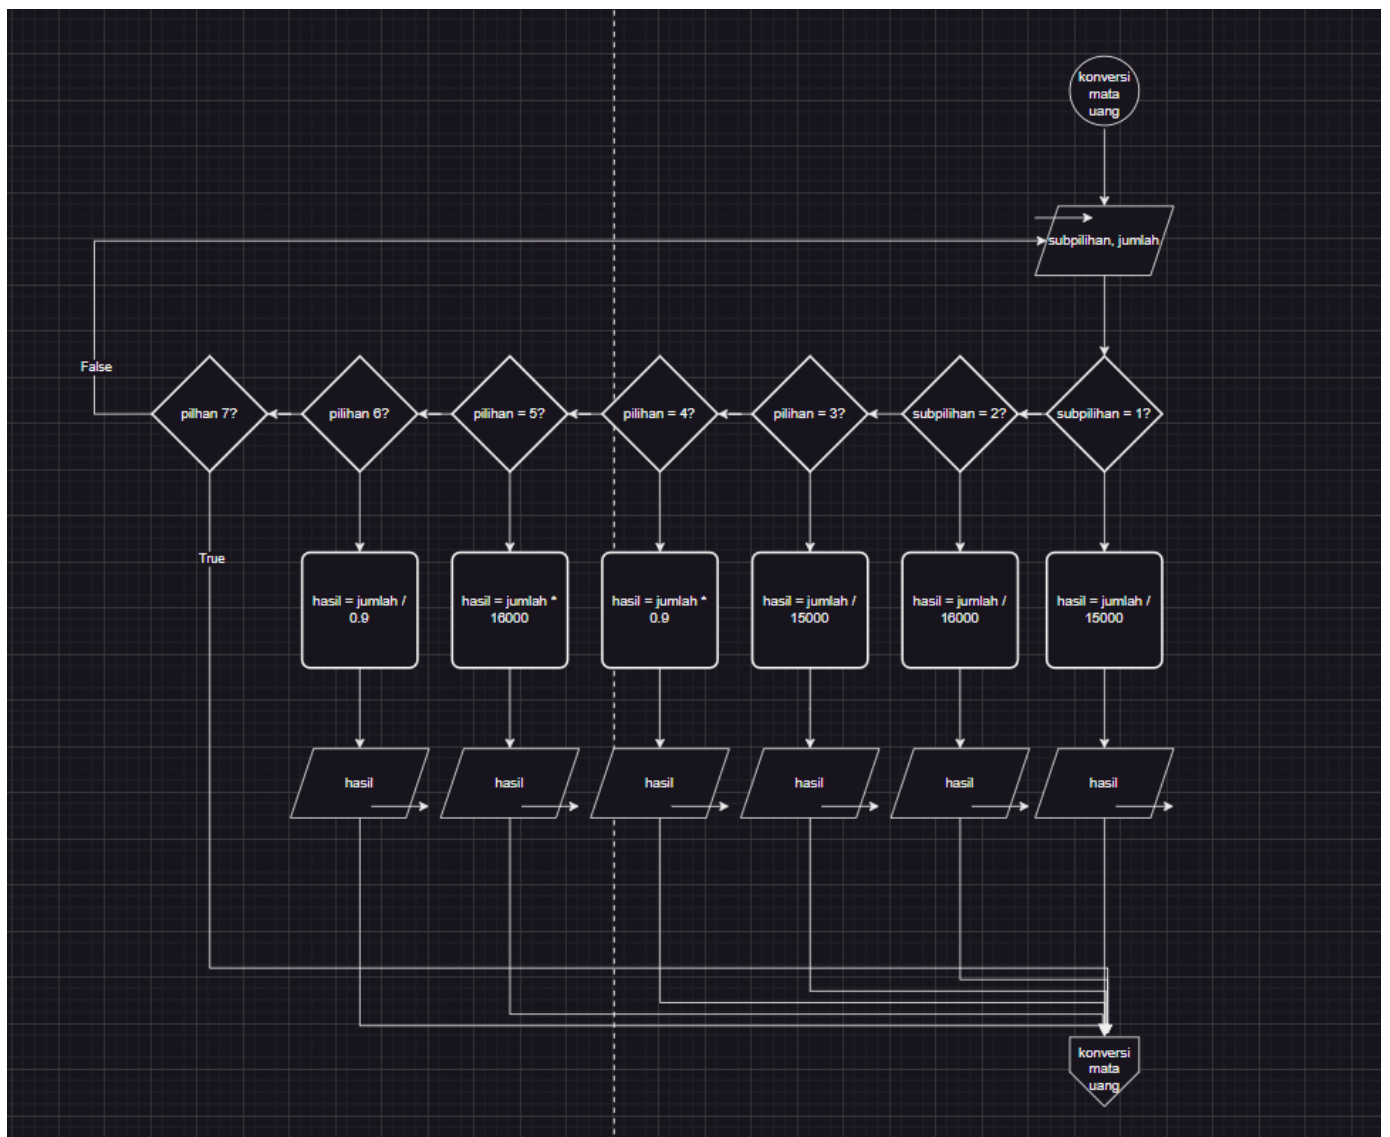 konversi
mata
uang
subpilihan, jumlah
False
pilhan 7?
pilihan 6?
pilihan = 5?
pilihan = 4?
pilihan = 3?
subpilihan = 2?
subpilihan = 1?
True
hasil = jumlah /
0.9
hasil = jumlah *
16000
hasil = jumlah *
0.9
hasil = jumlah /
15000
hasil = jumlah /
16000
hasil = jumlah /
15000
hasil
hasil
hasil
hasil
hasil
hasil
konversi
mata
uang